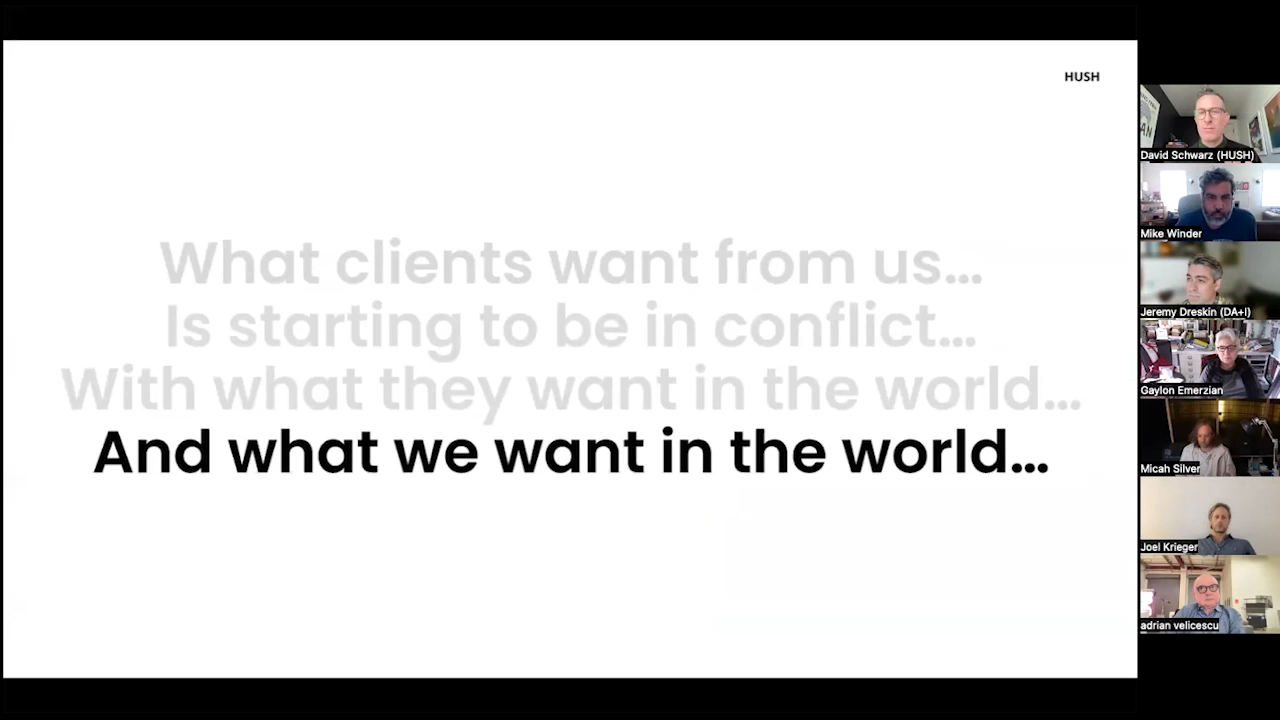 HUSH
What clients want from us...
Is starting to be in conflict...
With what they want in the world...
And what we want in the world...
David Schwarz (HUSH)
AN
Mike Winder
Jeremy Dreskin (DA+I)
Gaylon Emerzian
Micah Silver
Joel Krieger
adrian velicescu